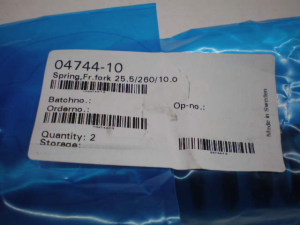 04744-10
Spring,Fr.fork 25.5/260/10.0
Batchno.:
Orderno.:
Op-no.:
Quantity: 2
Storage:
Made in Sweden